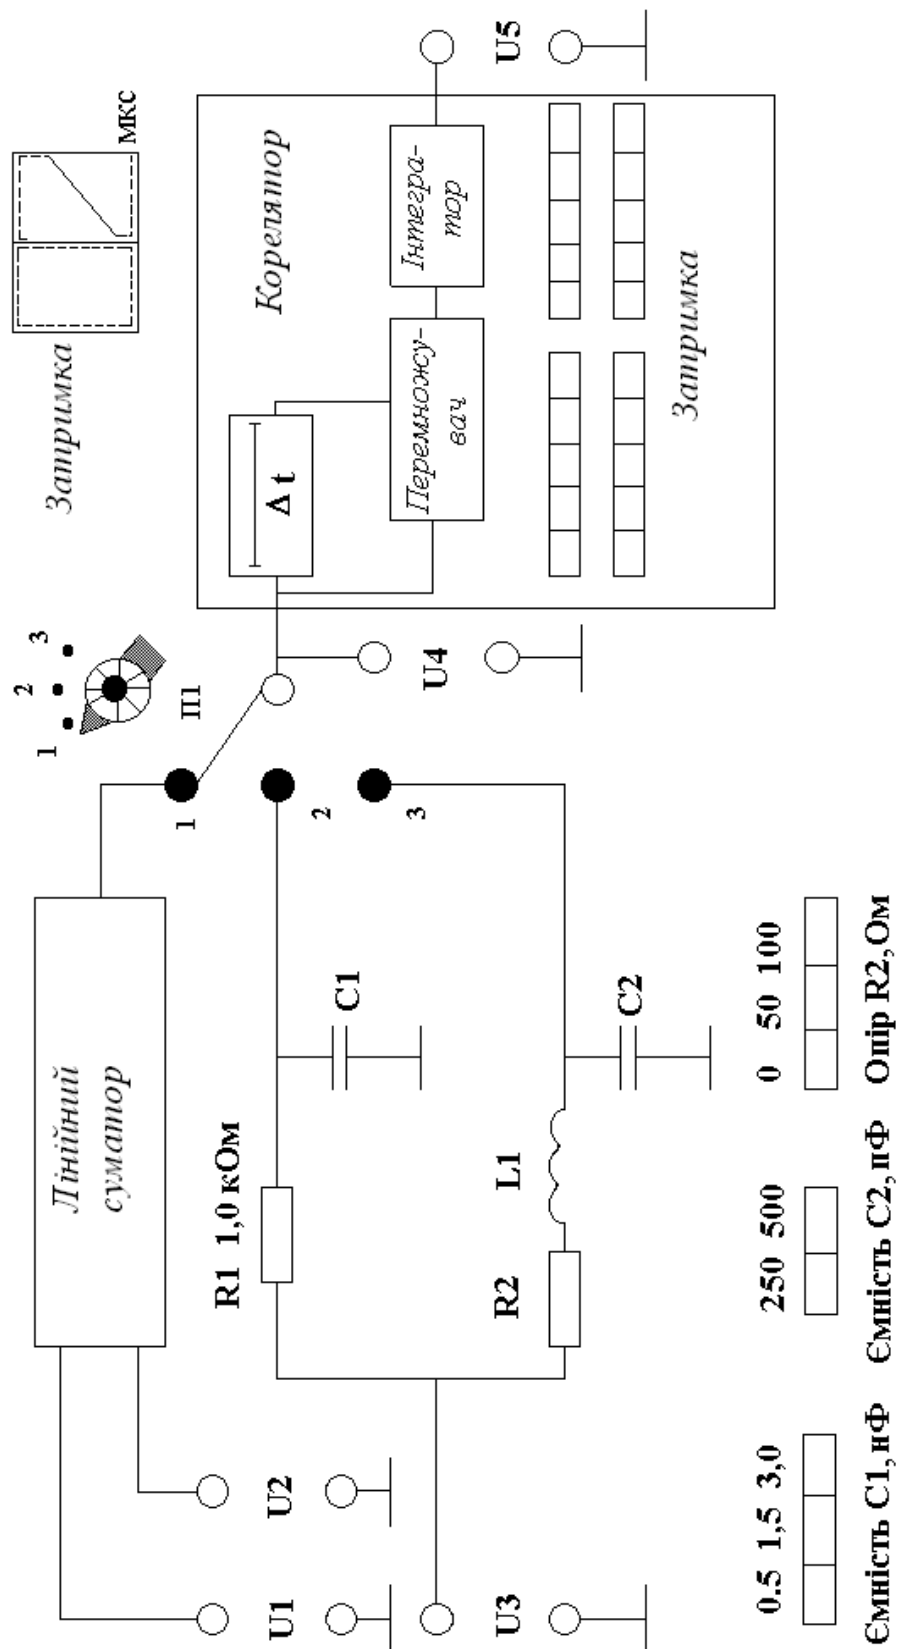 Затримка
мкс
Лінійний
суматор
1
2
3
П1
1
2
3
Корелятор
Δ t
Перемножу-
вач
Інтегра-
тор
Затримка
U1
U2
U3
U4
U5
R1 1,0 кОм
C1
R2
L1
C2
0.5 1,5 3,0
Ємність C1, нФ
250 500
Ємність C2, пФ
0 50 100
Опір R2, Ом